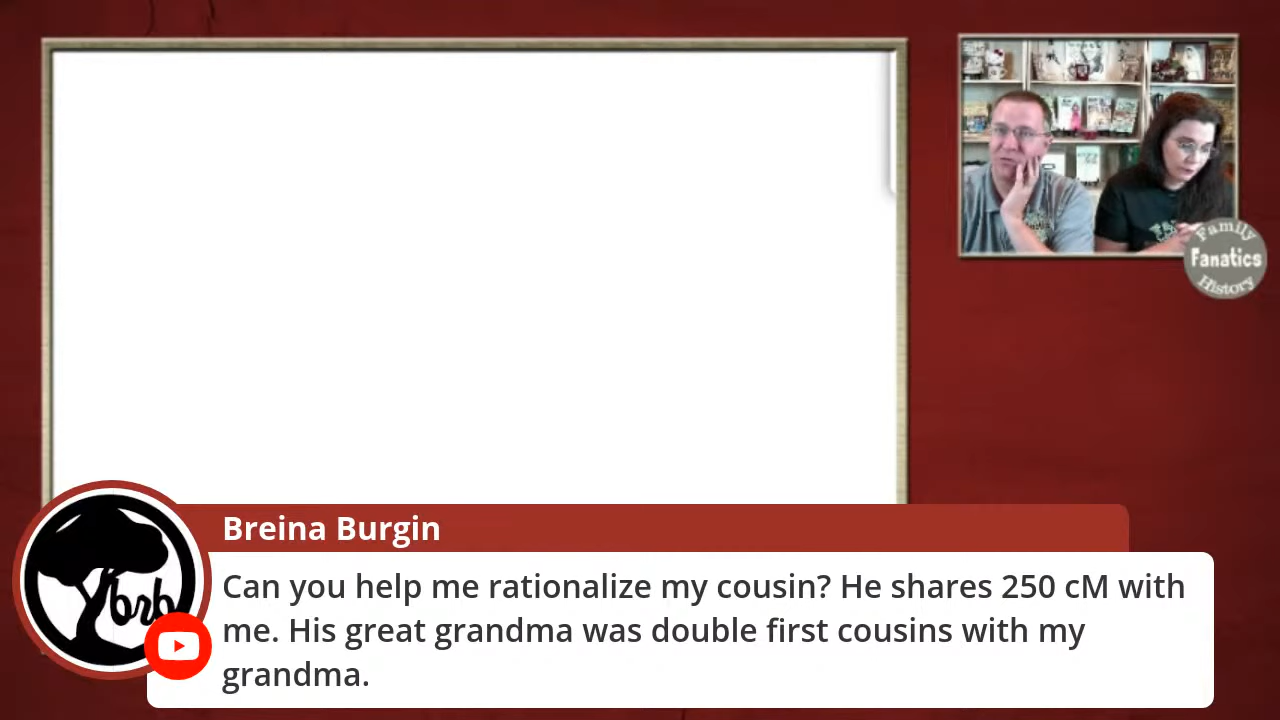 Family
Fanatics
History
Breina Burgin
brb
Can you help me rationalize my cousin? He shares 250 cM with
me. His great grandma was double first cousins with my
grandma.